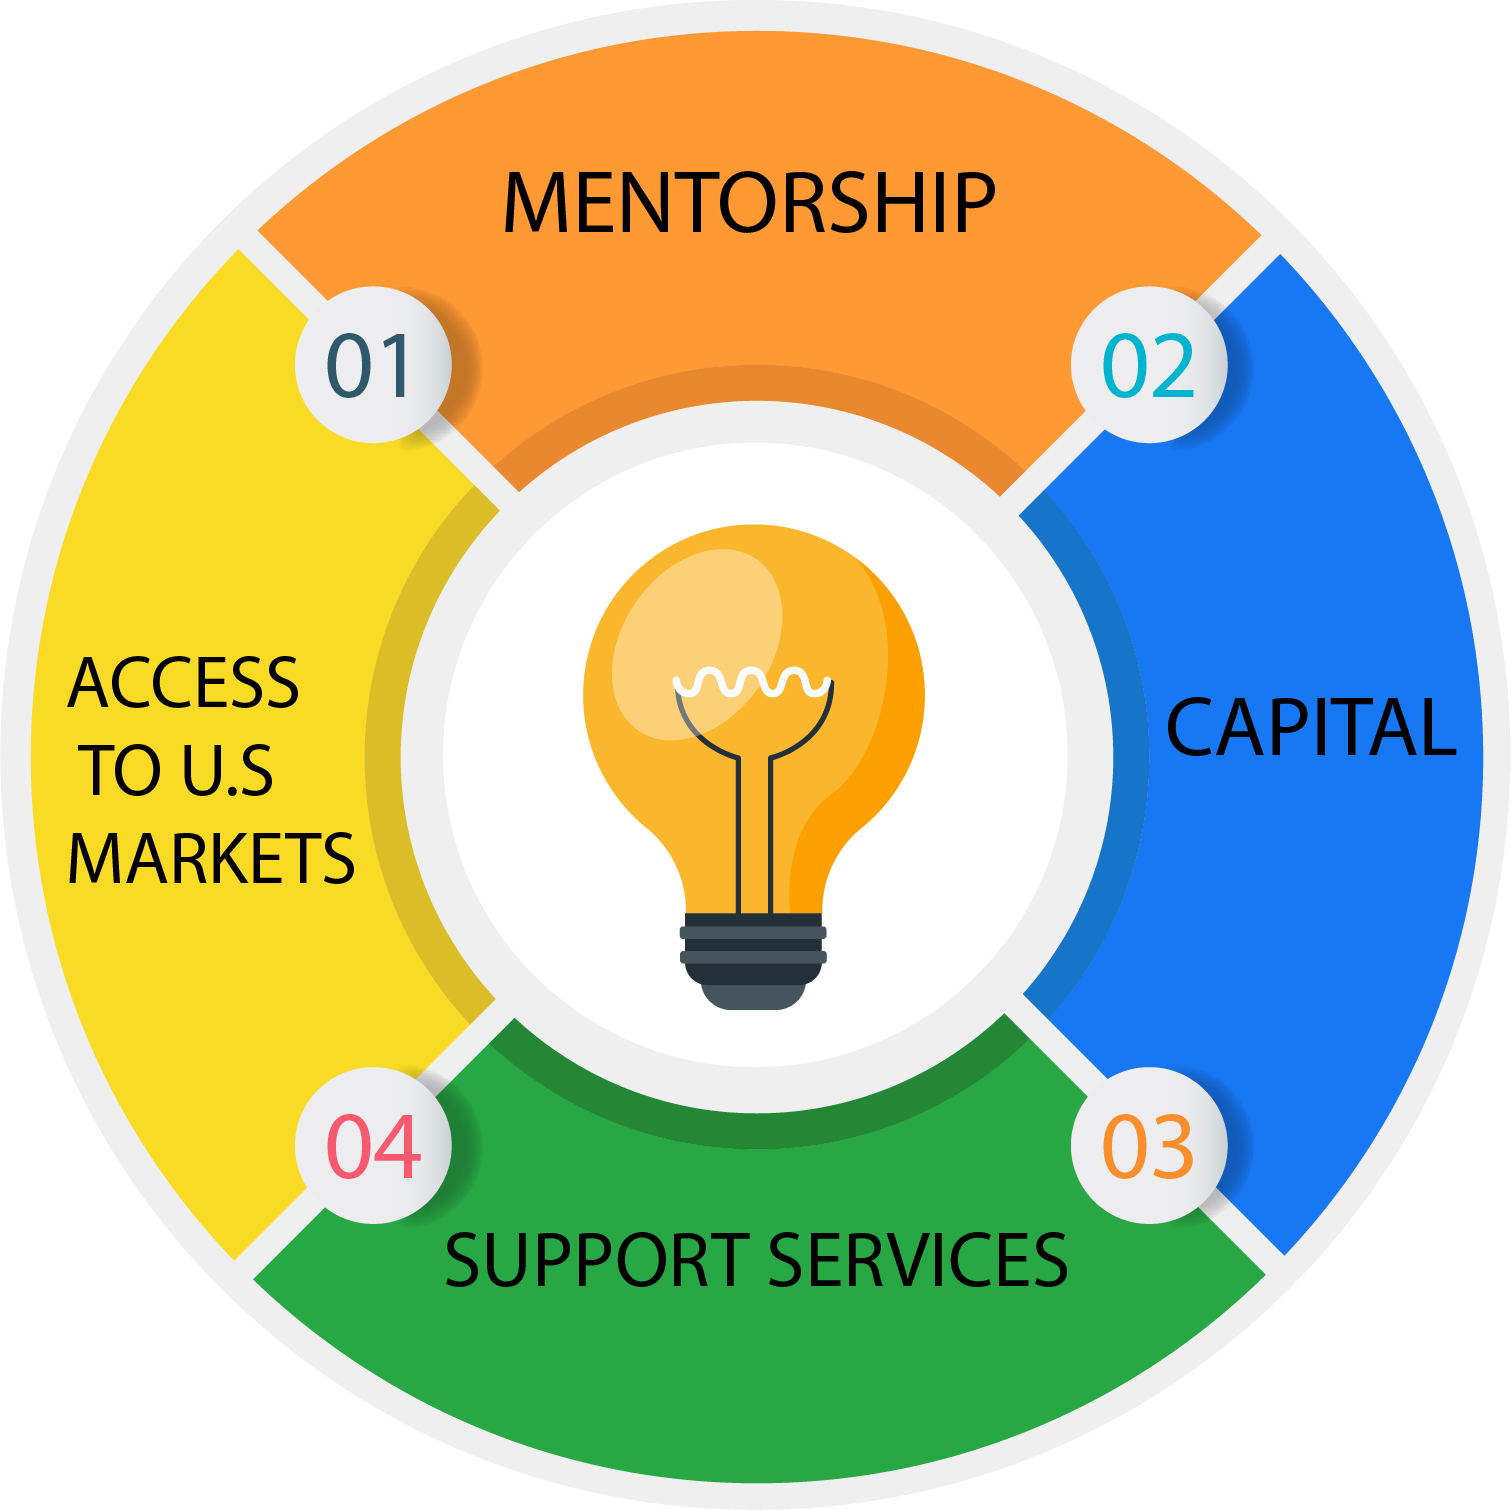 MENTORSHIP
01
02
CAPITAL
03
SUPPORT SERVICES
04
ACCESS
TO U.S
MARKETS